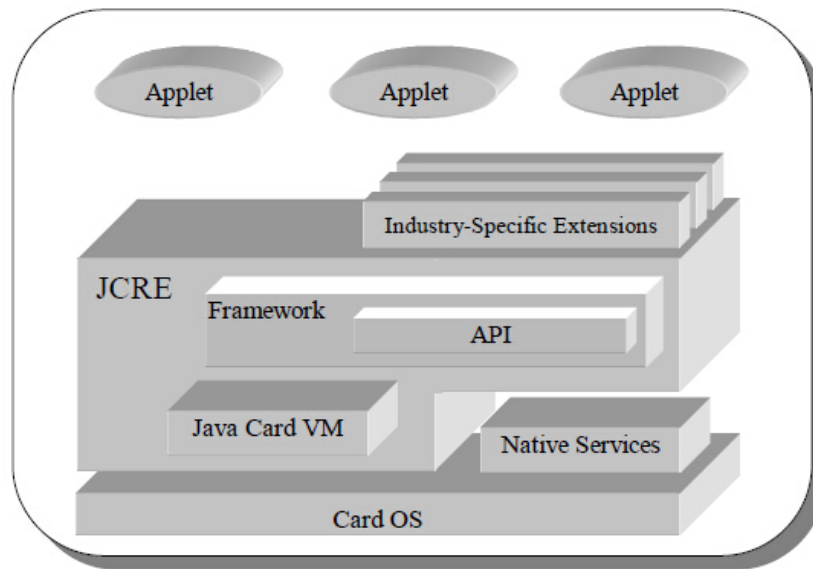 Applet
Applet
Applet
Industry-Specific Extensions
JCRE
Framework
API
Java Card VM
Native Services
Card OS